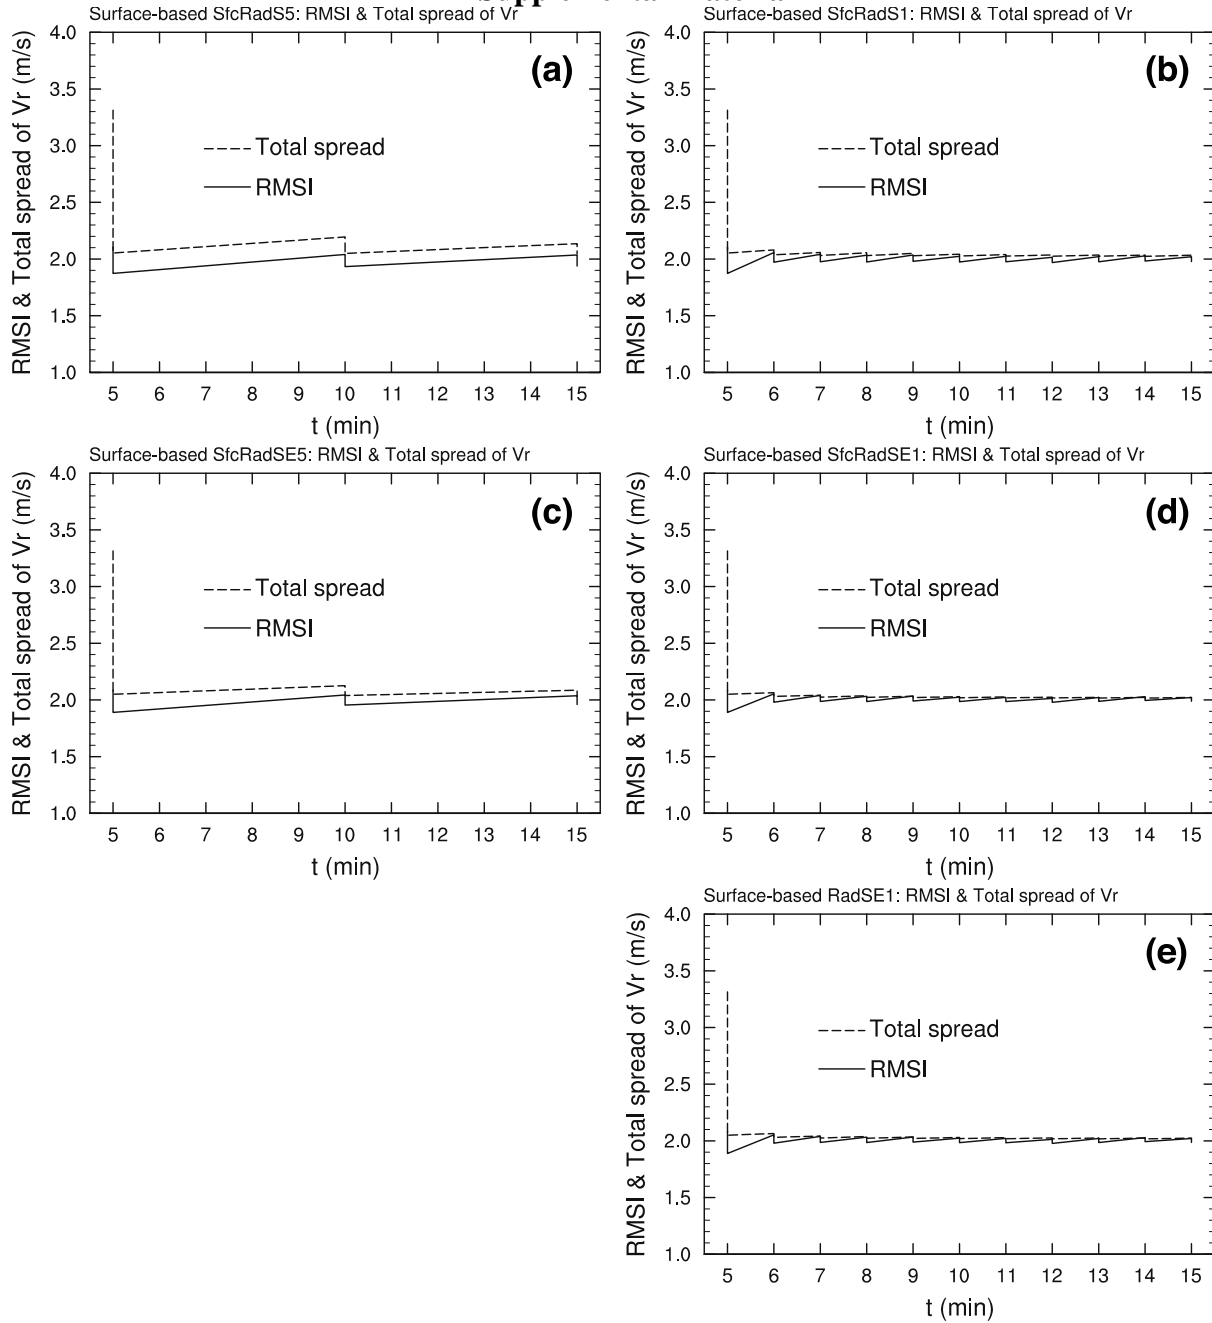 Surface-based SfcRadS5: RMSI & Total spread of Vr
RMSI & Total spread of Vr (m/s)
4.0
3.5
3.0
2.5
2.0
1.5
1.0
(a)
Total spread
RMSI
5 6 7 8 9 10 11 12 13 14 15
t (min)
Surface-based SfcRadS1: RMSI & Total spread of Vr
RMSI & Total spread of Vr (m/s)
4.0
3.5
3.0
2.5
2.0
1.5
1.0
(b)
Total spread
RMSI
5 6 7 8 9 10 11 12 13 14 15
t (min)
Surface-based SfcRadSE5: RMSI & Total spread of Vr
RMSI & Total spread of Vr (m/s)
4.0
3.5
3.0
2.5
2.0
1.5
1.0
(c)
Total spread
RMSI
5 6 7 8 9 10 11 12 13 14 15
t (min)
Surface-based SfcRadSE1: RMSI & Total spread of Vr
RMSI & Total spread of Vr (m/s)
4.0
3.5
3.0
2.5
2.0
1.5
1.0
(d)
Total spread
RMSI
5 6 7 8 9 10 11 12 13 14 15
t (min)
Surface-based RadSE1: RMSI & Total spread of Vr
RMSI & Total spread of Vr (m/s)
4.0
3.5
3.0
2.5
2.0
1.5
1.0
(e)
Total spread
RMSI
5 6 7 8 9 10 11 12 13 14 15
t (min)